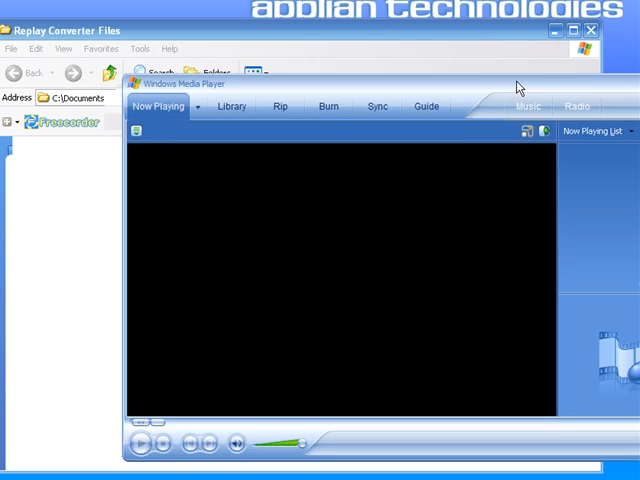 applian technologies
Replay Converter Files
File Edit View Favorites Tools Help
Back Search Folders
Address C:\Documents
Freecorder
Windows Media Player
Now Playing Library Rip Burn Sync Guide Music Radio
Now Playing List